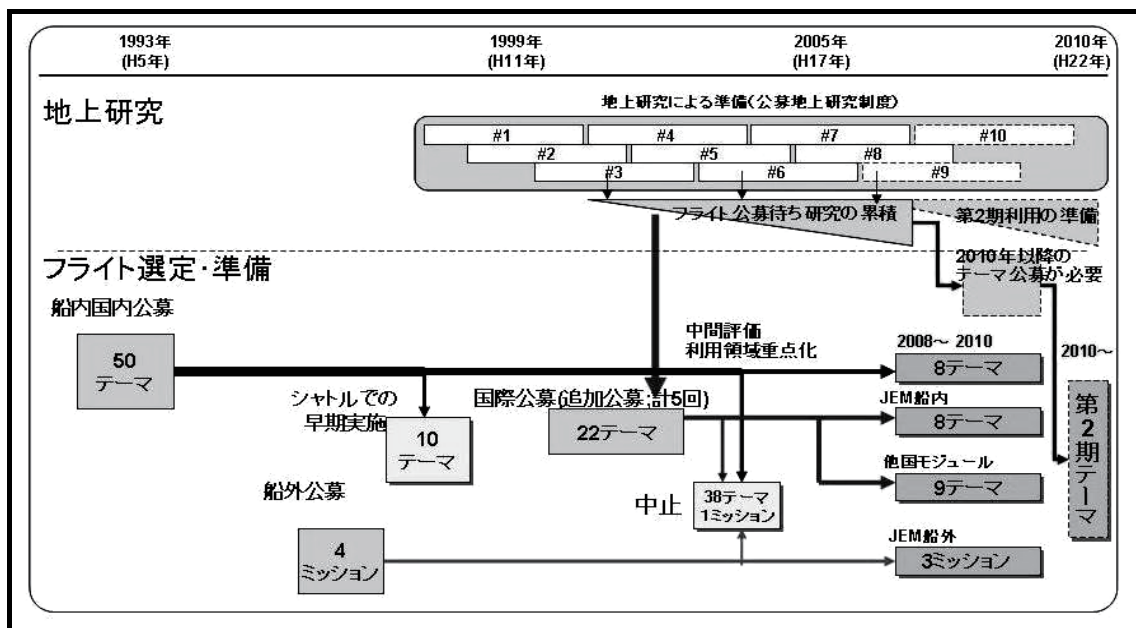 1993年
(H5年)
1999年
(H11年)
2005年
(H17年)
2010年
(H22年)
地上研究
地上研究による準備(公募地上研究制度)
#1
#4
#7
#10
#2
#5
#8
#3
#6
#9
フライト公募待ち研究の累積
第2期利用の準備
フライト選定・準備
2010年以降の
テーマ公募が必要
船内国内公募
50
テーマ
中間評価
利用領域重点化
2008～2010
8テーマ
2010～
シャトルでの
早期実施
10
テーマ
国際公募(追加公募;計5回)
22テーマ
JEM船内
8テーマ
第2期テーマ
他国モジュール
9テーマ
船外公募
中止
38テーマ
1ミッション
4
ミッション
JEM船外
3ミッション